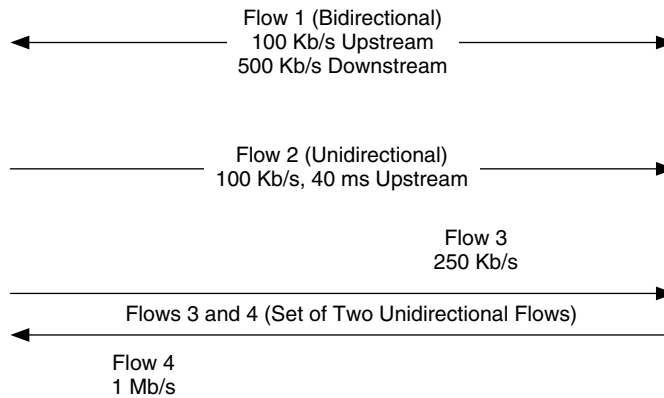 Flow 1 (Bidirectional)
100 Kb/s Upstream
500 Kb/s Downstream
Flow 2 (Unidirectional)
100 Kb/s, 40 ms Upstream
Flow 3
250 Kb/s
Flows 3 and 4 (Set of Two Unidirectional Flows)
Flow 4
1 Mb/s